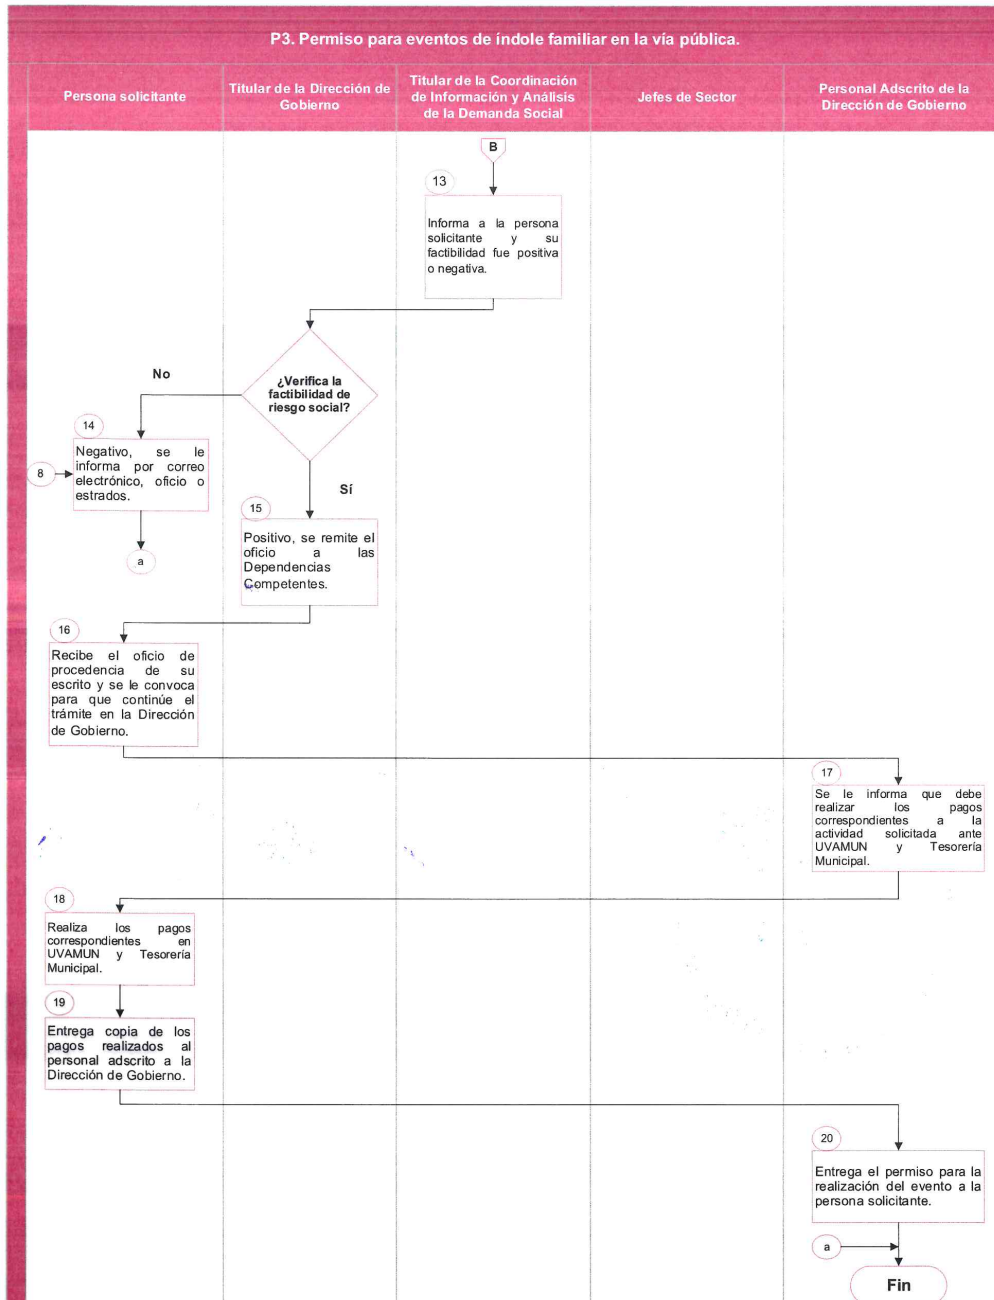 P3. Permiso para eventos de índole familiar en la vía pública.
Persona solicitante
Titular de la Dirección de
Gobierno
Titular de la Coordinación
de Información y Análisis
de la Demanda Social
Jefes de Sector
Personal Adscrito de la
Dirección de Gobierno
B
13
Informa a la persona
solicitante y su
factibilidad fue positiva
o negativa.
¿Verifica la
factibilidad de
riesgo social?
No
14
Negativo, se le
informa por correo
electrónico, oficio o
estrados.
8
a
Sí
15
Positivo, se remite el
oficio a las
Dependencias
Competentes.
16
Recibe el oficio de
procedencia de su
escrito y se le convoca
para que continúe el
trámite en la Dirección
de Gobierno.
17
Se le informa que debe
realizar los pagos
correspondientes a la
actividad solicitada ante
UVAMUN y Tesorería
Municipal.
18
Realiza los pagos
correspondientes en
UVAMUN y Tesorería
Municipal.
19
Entrega copia de los
pagos realizados al
personal adscrito a la
Dirección de Gobierno.
20
Entrega el permiso para la
realización del evento a la
persona solicitante.
a
Fin